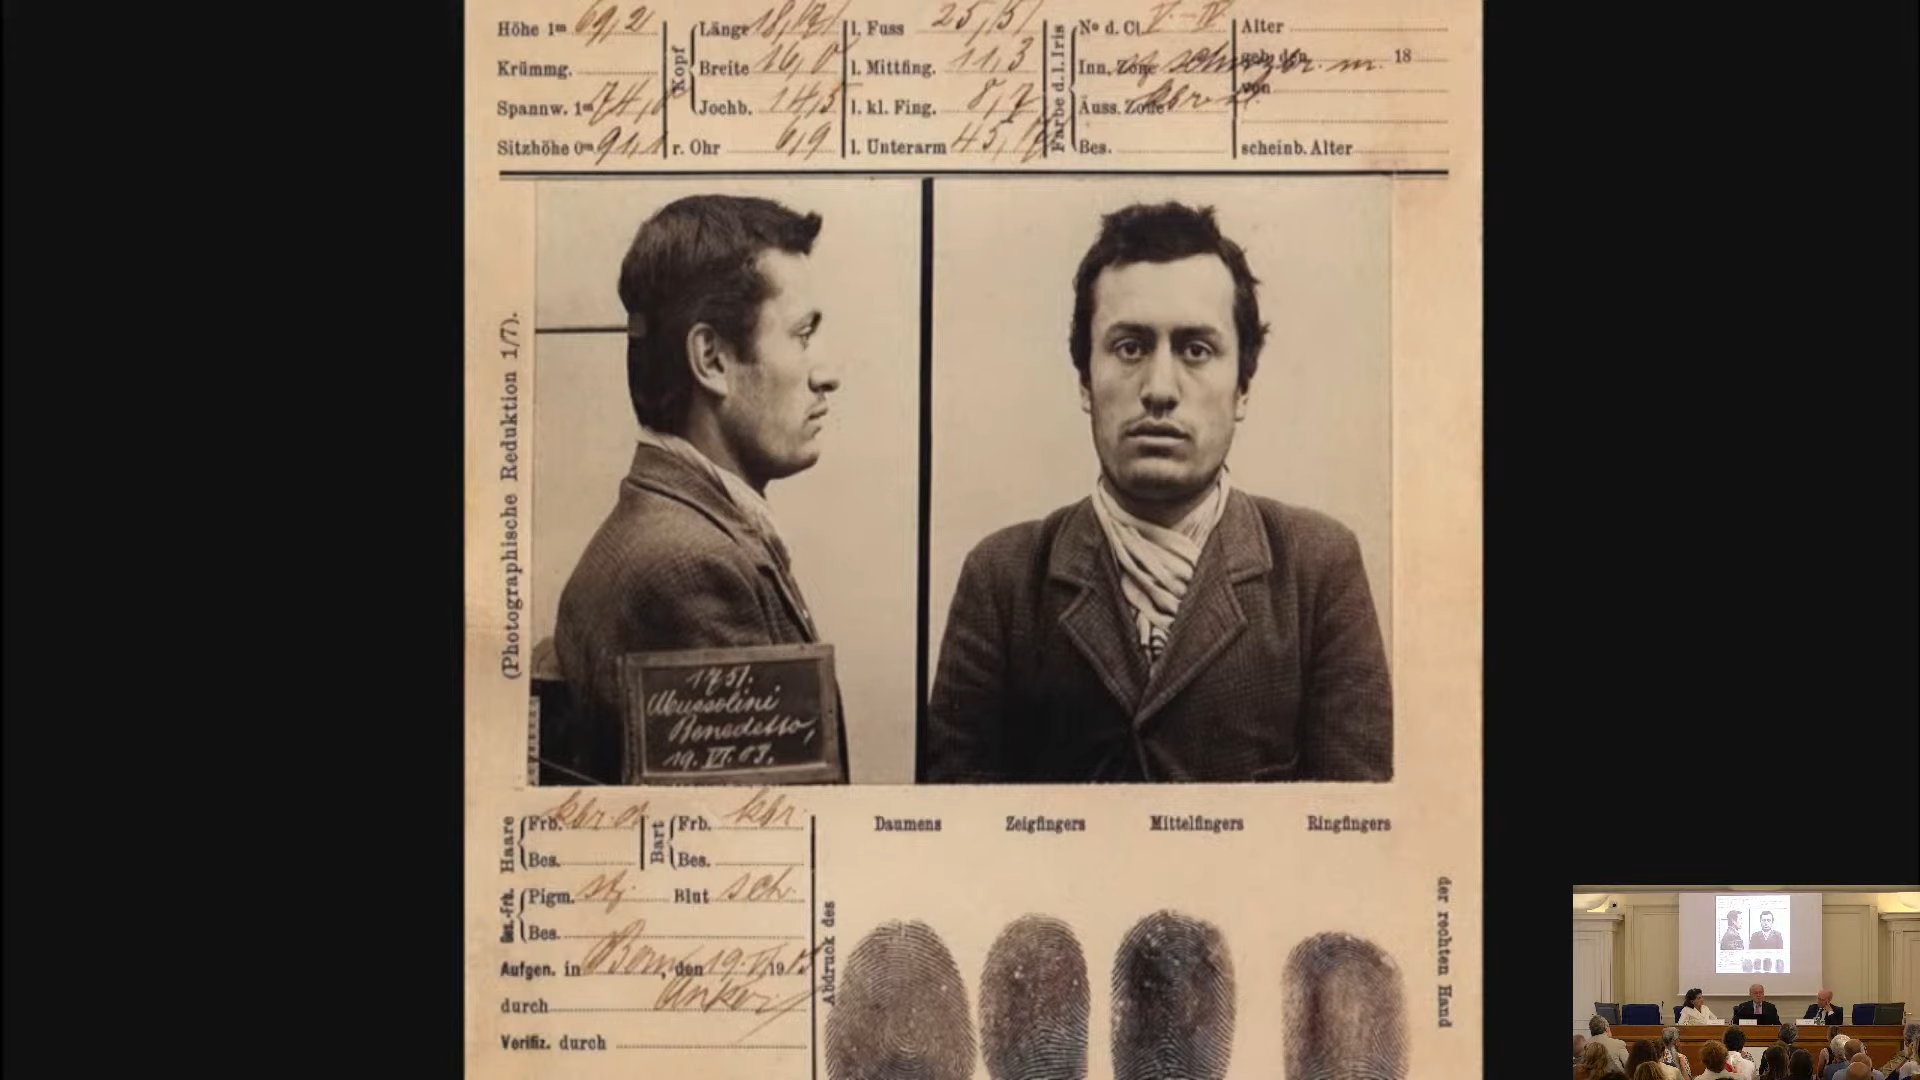 Höhe 1m 69,2 Länge 18,7 l. Fuss 25,5 No d. Cl. V-IV Alter
Krümmg. Breite 16,0 l. Mittfing. 11,3 Inn. Zone geb. den 18
Spannw. 1m 74,0 Jochb. 14,5 l. kl. Fing. 8,7 Äuss. Zone von
Sitzhöhe 0m 91,1 r. Ohr 6,9 l. Unterarm 45, Bes. scheinb. Alter
Kopf
Farbe d. l. Iris
(Photographische Reduktion 1/7).
1751.
Mussolini
Benedetto,
19. VI. 03.
Haare Frb. Bart Frb. kbr.
Bes. Bes.
Pigm. Blut
Bes.
Aufgen. in Bern, den 19. VI 1903
durch Anker
Verifiz. durch
Daumens Zeigfingers Mittelfingers Ringfingers
Abdruck des
der rechten Hand